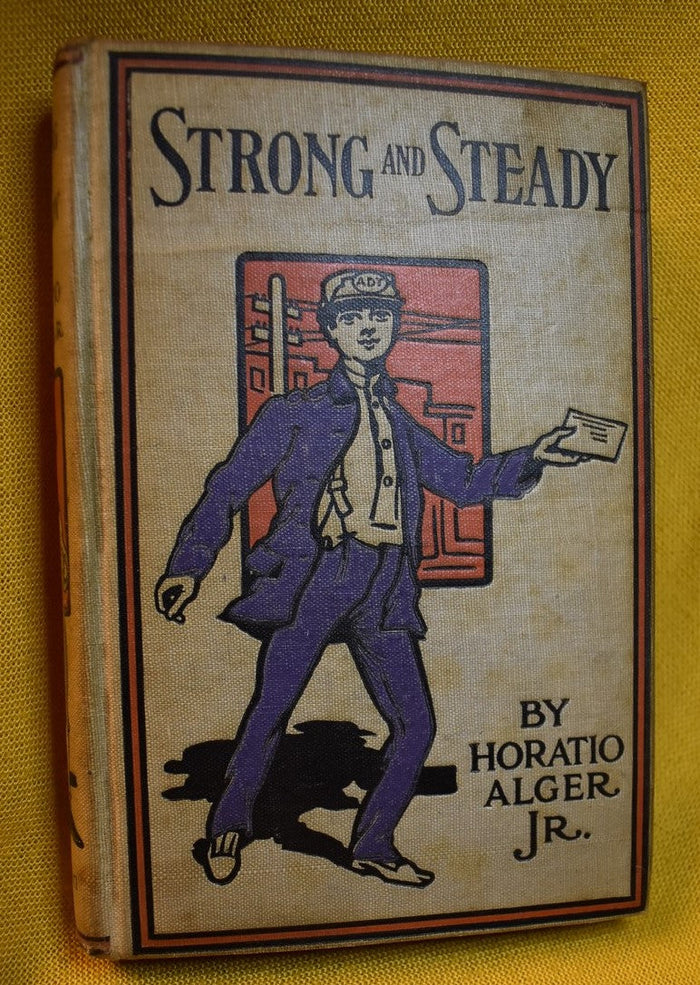 STRONG AND STEADY
ADT
BY
HORATIO
ALGER
JR.